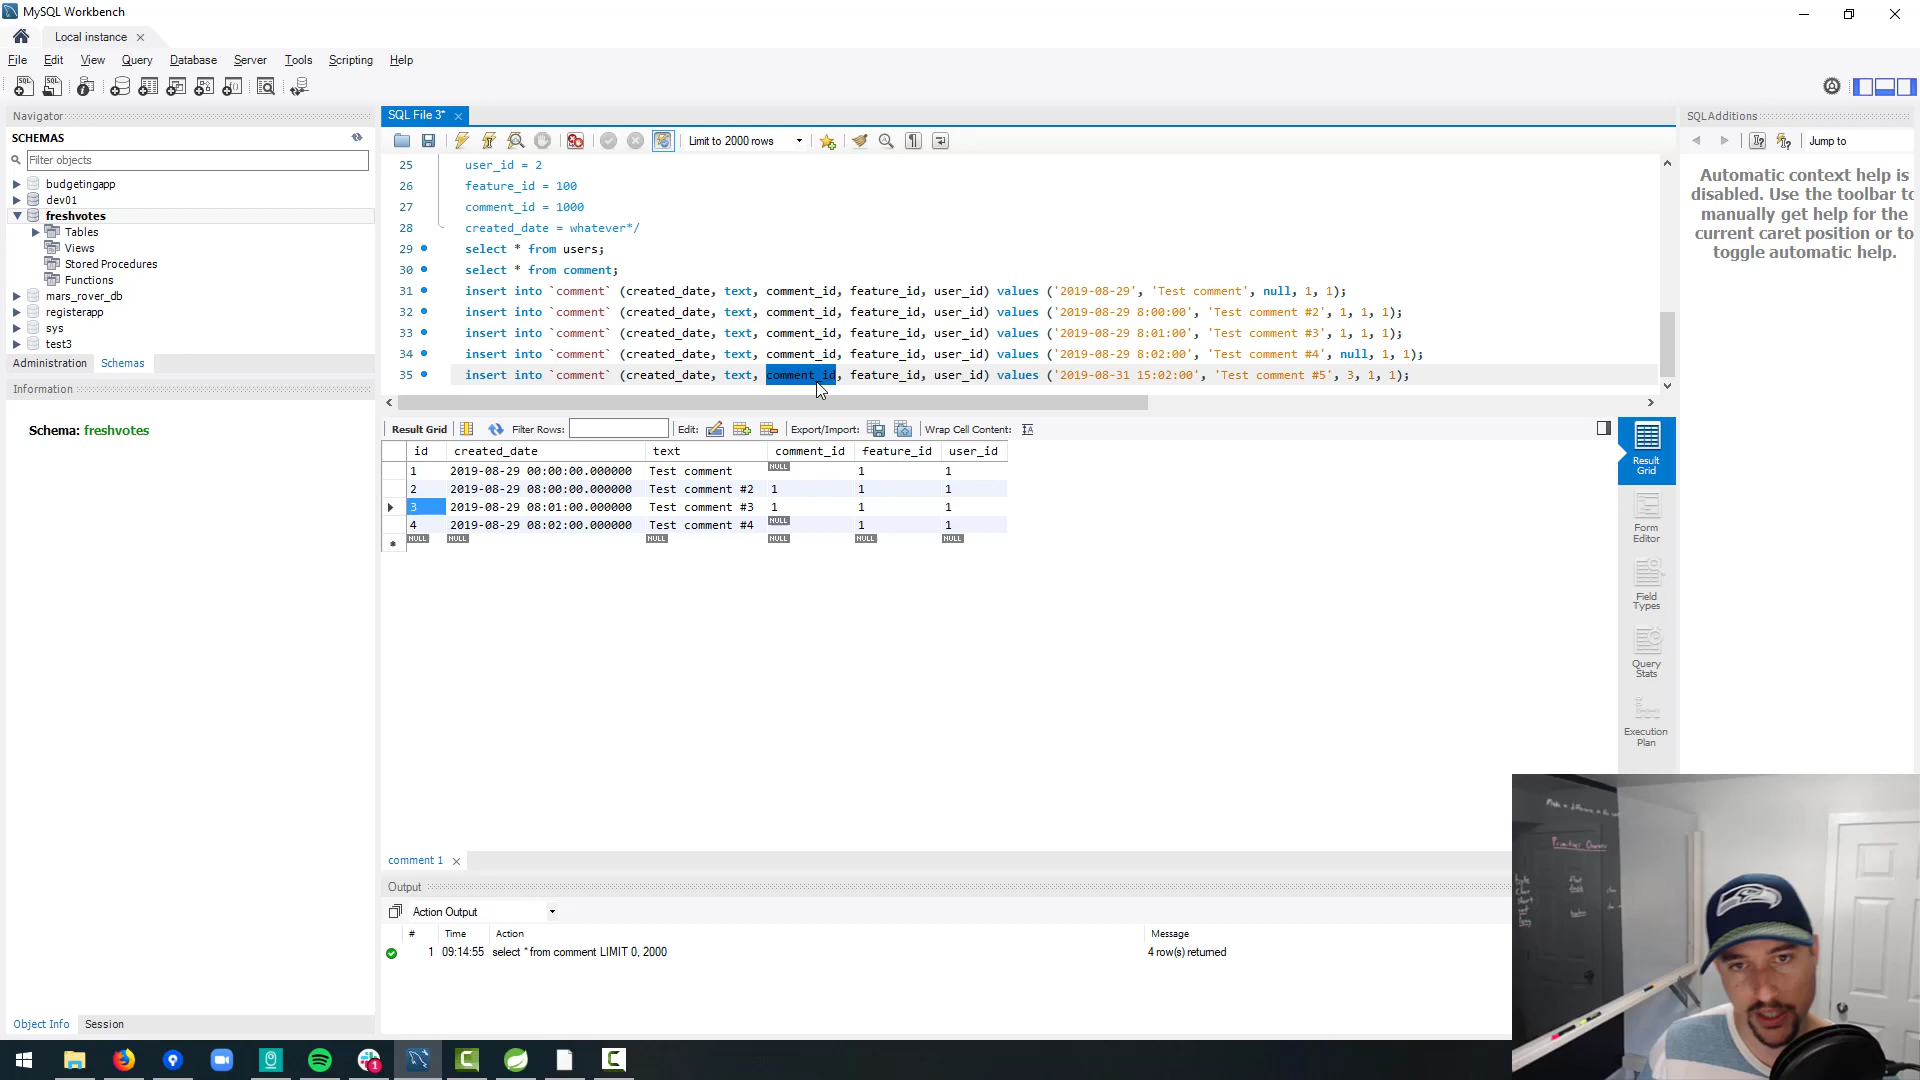 MySQL Workbench
Local instance
File Edit View Query Database Server Tools Scripting Help
Navigator
SCHEMAS
Filter objects
budgetingapp
dev01
freshvotes
Tables
Views
Stored Procedures
Functions
mars_rover_db
registerapp
sys
test3
Administration Schemas
Information
Schema: freshvotes
Object Info Session
SQL File 3*
Limit to 2000 rows
25 user_id = 2
26 feature_id = 100
27 comment_id = 1000
28 created_date = whatever*/
29 select * from users;
30 select * from comment;
31 insert into `comment` (created_date, text, comment_id, feature_id, user_id) values ('2019-08-29', 'Test comment', null, 1, 1);
32 insert into `comment` (created_date, text, comment_id, feature_id, user_id) values ('2019-08-29 8:00:00', 'Test comment #2', 1, 1, 1);
33 insert into `comment` (created_date, text, comment_id, feature_id, user_id) values ('2019-08-29 8:01:00', 'Test comment #3', 1, 1, 1);
34 insert into `comment` (created_date, text, comment_id, feature_id, user_id) values ('2019-08-29 8:02:00', 'Test comment #4', null, 1, 1);
35 insert into `comment` (created_date, text, comment_id, feature_id, user_id) values ('2019-08-31 15:02:00', 'Test comment #5', 3, 1, 1);
Result Grid Filter Rows: Edit: Export/Import: Wrap Cell Content:
id created_date text comment_id feature_id user_id
1 2019-08-29 00:00:00.000000 Test comment NULL 1 1
2 2019-08-29 08:00:00.000000 Test comment #2 1 1 1
3 2019-08-29 08:01:00.000000 Test comment #3 1 1 1
4 2019-08-29 08:02:00.000000 Test comment #4 NULL 1 1
NULL NULL NULL NULL NULL NULL
comment 1
Output
Action Output
# Time Action Message
1 09:14:55 select * from comment LIMIT 0, 2000 4 row(s) returned
Result
Grid
Form
Editor
Field
Types
Query
Stats
Execution
Plan
SQLAdditions
Jump to
Automatic context help is
disabled. Use the toolbar to
manually get help for the
current caret position or to
toggle automatic help.